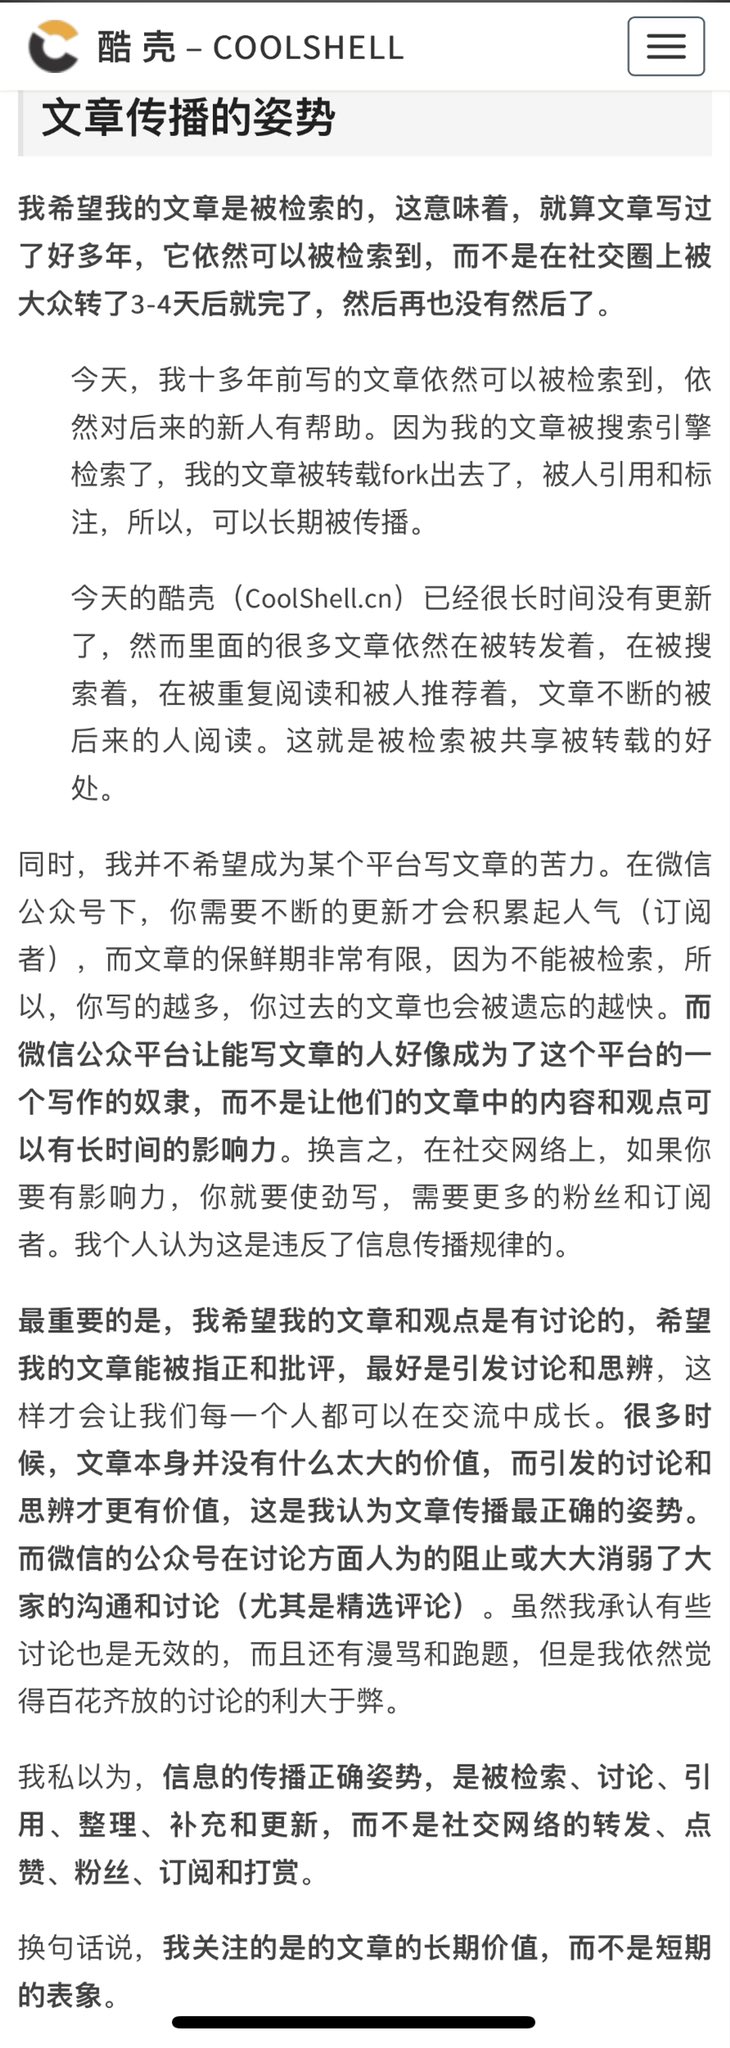 酷 壳 – COOLSHELL
文章传播的姿势
我希望我的文章是被检索的，这意味着，就算文章写过
了好多年，它依然可以被检索到，而不是在社交圈上被
大众转了3-4天后就完了，然后再也没有然后了。
今天，我十多年前写的文章依然可以被检索到，依
然对后来的新人有帮助。因为我的文章被搜索引擎
检索了，我的文章被转载fork出去了，被人引用和标
注，所以，可以长期被传播。
今天的酷壳（CoolShell.cn）已经很长时间没有更新
了，然而里面的很多文章依然在被转发着，在被搜
索着，在被重复阅读和被人推荐着，文章不断的被
后来的人阅读。这就是被检索被共享被转载的好
处。
同时，我并不希望成为某个平台写文章的苦力。在微信
公众号下，你需要不断的更新才会积累起人气（订阅
者），而文章的保鲜期非常有限，因为不能被检索，所
以，你写的越多，你过去的文章也会被遗忘的越快。而
微信公众平台让能写文章的人好像成为了这个平台的一
个写作的奴隶，而不是让他们的文章中的内容和观点可
以有长时间的影响力。换言之，在社交网络上，如果你
要有影响力，你就要使劲写，需要更多的粉丝和订阅
者。我个人认为这是违反了信息传播规律的。
最重要的是，我希望我的文章和观点是有讨论的，希望
我的文章能被指正和批评，最好是引发讨论和思辨，这
样才会让我们每一个人都可以在交流中成长。很多时
候，文章本身并没有什么太大的价值，而引发的讨论和
思辨才更有价值，这是我认为文章传播最正确的姿势。
而微信的公众号在讨论方面人为的阻止或大大消弱了大
家的沟通和讨论（尤其是精选评论）。虽然我承认有些
讨论也是无效的，而且还有漫骂和跑题，但是我依然觉
得百花齐放的讨论的利大于弊。
我私以为，信息的传播正确姿势，是被检索、讨论、引
用、整理、补充和更新，而不是社交网络的转发、点
赞、粉丝、订阅和打赏。
换句话说，我关注的是的文章的长期价值，而不是短期
的表象。